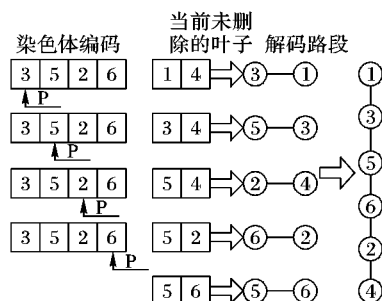 当前未删
染色体编码 除的叶子 解码路段
3 5 2 6 1 4 3 1 1
P
3
3 5 2 6 3 4 5 3
P
5
3 5 2 6 5 4 2 4
P
6
3 5 2 6 5 2 6 2
2
P
5 6 5 6 4